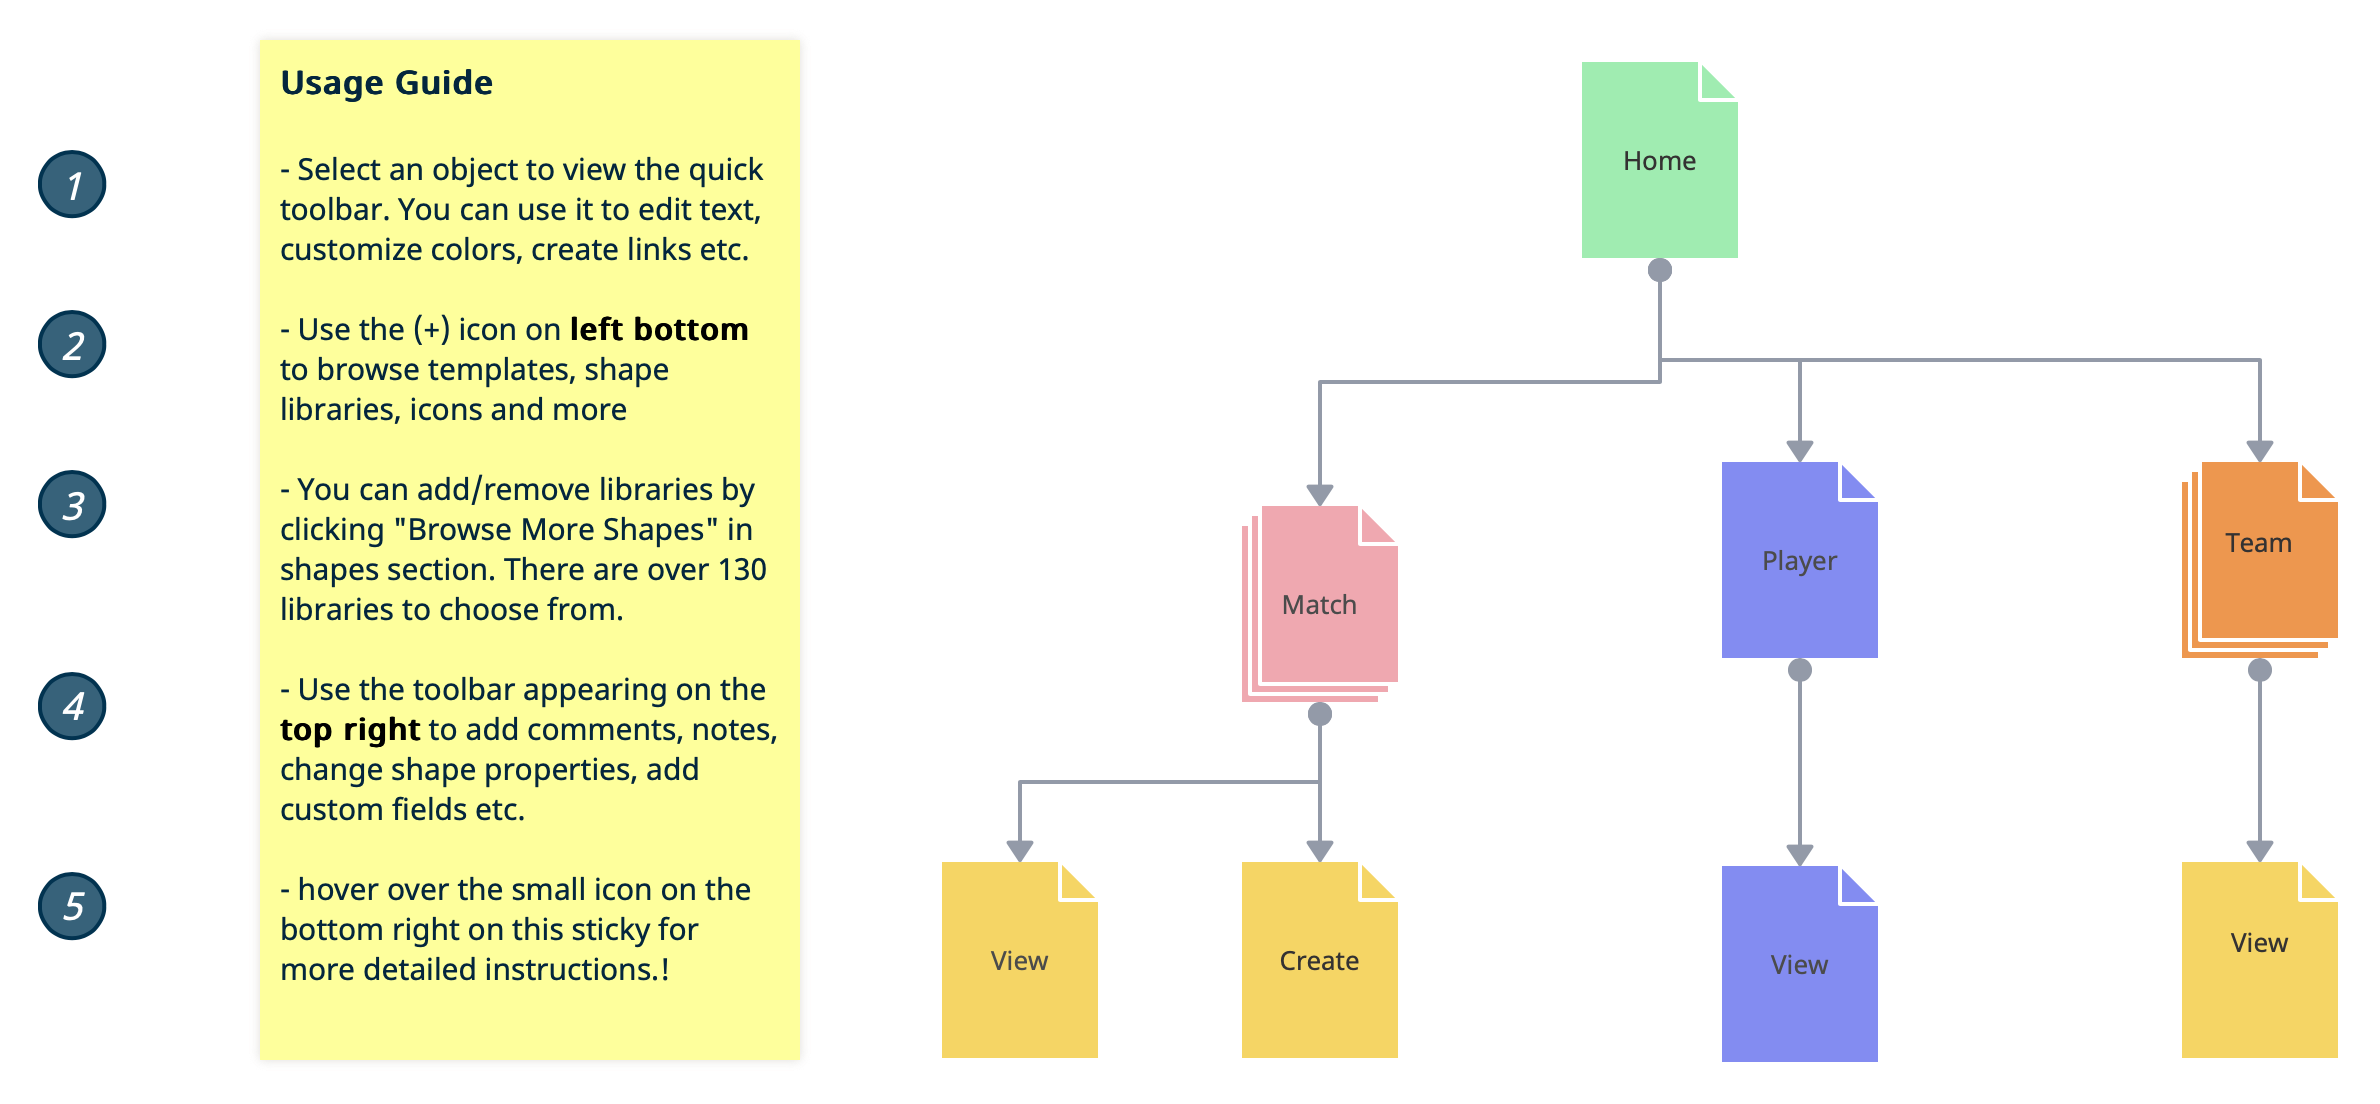 Usage Guide
1
- Select an object to view the quick
toolbar. You can use it to edit text,
customize colors, create links etc.
2
- Use the (+) icon on left bottom
to browse templates, shape
libraries, icons and more
3
- You can add/remove libraries by
clicking "Browse More Shapes" in
shapes section. There are over 130
libraries to choose from.
4
- Use the toolbar appearing on the
top right to add comments, notes,
change shape properties, add
custom fields etc.
5
- hover over the small icon on the
bottom right on this sticky for
more detailed instructions.!
Home
Match
Player
Team
View
Create
View
View